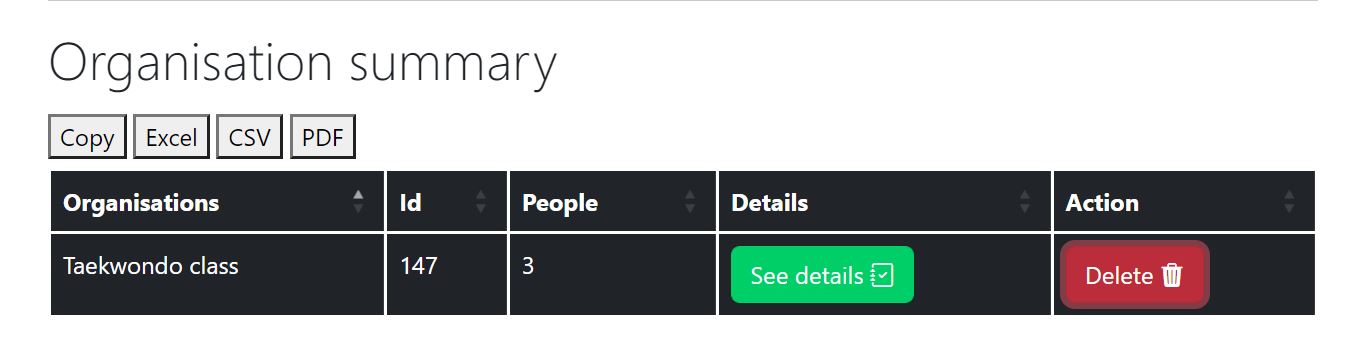 Organisation summary
Copy Excel CSV PDF
Organisations Id People Details Action
Taekwondo class 147 3 See details Delete